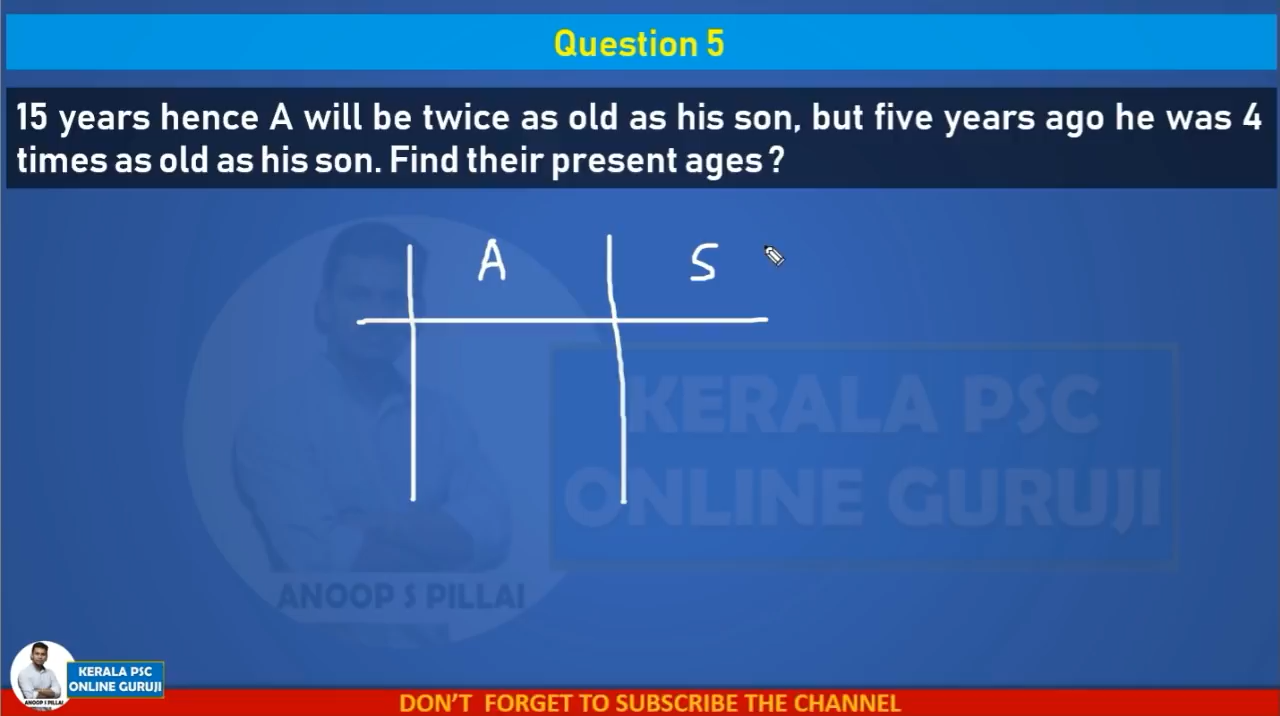 Question 5
15 years hence A will be twice as old as his son, but five years ago he was 4
times as old as his son. Find their present ages ?
A S
KERALA PSC
ONLINE GURUJI
ANOOP S PILLAI
KERALA PSC
ONLINE GURUJI
ANOOP S PILLAI
DON'T FORGET TO SUBSCRIBE THE CHANNEL